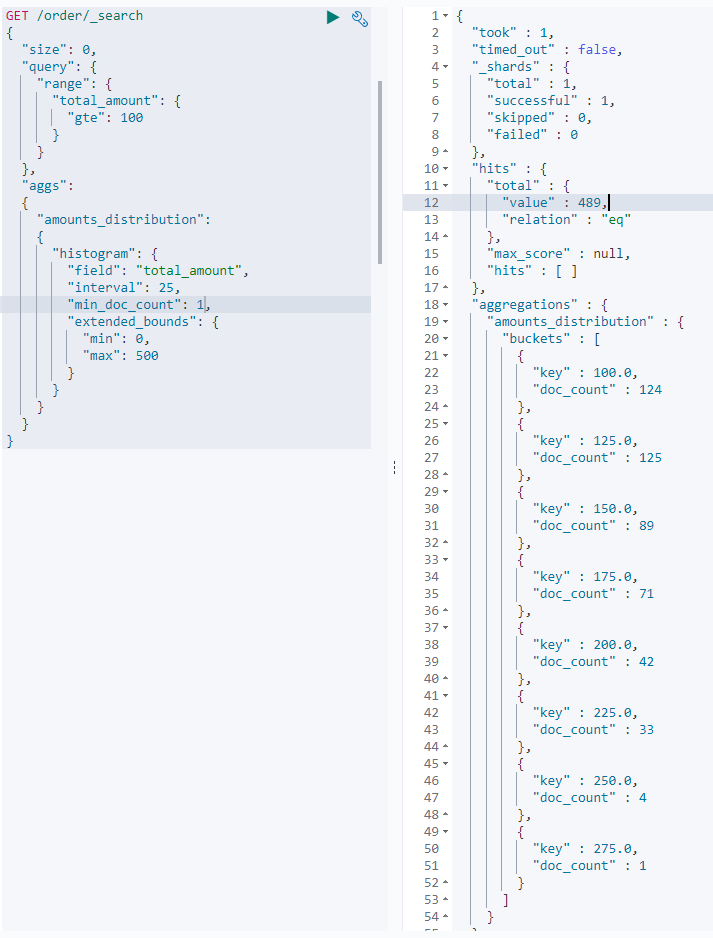 GET /order/_search
{
"size": 0,
"query": {
"range": {
"total_amount": {
"gte": 100
}
}
},
"aggs":
{
"amounts_distribution":
{
"histogram": {
"field": "total_amount",
"interval": 25,
"min_doc_count": 1,
"extended_bounds": {
"min": 0,
"max": 500
}
}
}
}
}
1 {
2 "took" : 1,
3 "timed_out" : false,
4 "_shards" : {
5 "total" : 1,
6 "successful" : 1,
7 "skipped" : 0,
8 "failed" : 0
9 },
10 "hits" : {
11 "total" : {
12 "value" : 489,
13 "relation" : "eq"
14 },
15 "max_score" : null,
16 "hits" : [ ]
17 },
18 "aggregations" : {
19 "amounts_distribution" : {
20 "buckets" : [
21 {
22 "key" : 100.0,
23 "doc_count" : 124
24 },
25 {
26 "key" : 125.0,
27 "doc_count" : 125
28 },
29 {
30 "key" : 150.0,
31 "doc_count" : 89
32 },
33 {
34 "key" : 175.0,
35 "doc_count" : 71
36 },
37 {
38 "key" : 200.0,
39 "doc_count" : 42
40 },
41 {
42 "key" : 225.0,
43 "doc_count" : 33
44 },
45 {
46 "key" : 250.0,
47 "doc_count" : 4
48 },
49 {
50 "key" : 275.0,
51 "doc_count" : 1
52 }
53 ]
54 }